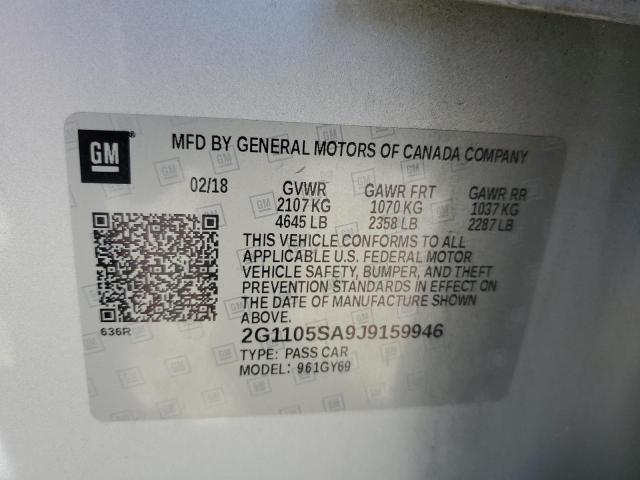 GM
MFD BY GENERAL MOTORS OF CANADA COMPANY
02/18 GVWR GAWR FRT GAWR RR
2107 KG 1070 KG 1037 KG
4645 LB 2358 LB 2287 LB
THIS VEHICLE CONFORMS TO ALL
APPLICABLE U.S. FEDERAL MOTOR
VEHICLE SAFETY, BUMPER, AND THEFT
PREVENTION STANDARDS IN EFFECT ON
THE DATE OF MANUFACTURE SHOWN
ABOVE.
636R
2G1105SA9J9159946
TYPE: PASS CAR
MODEL: 961GY69